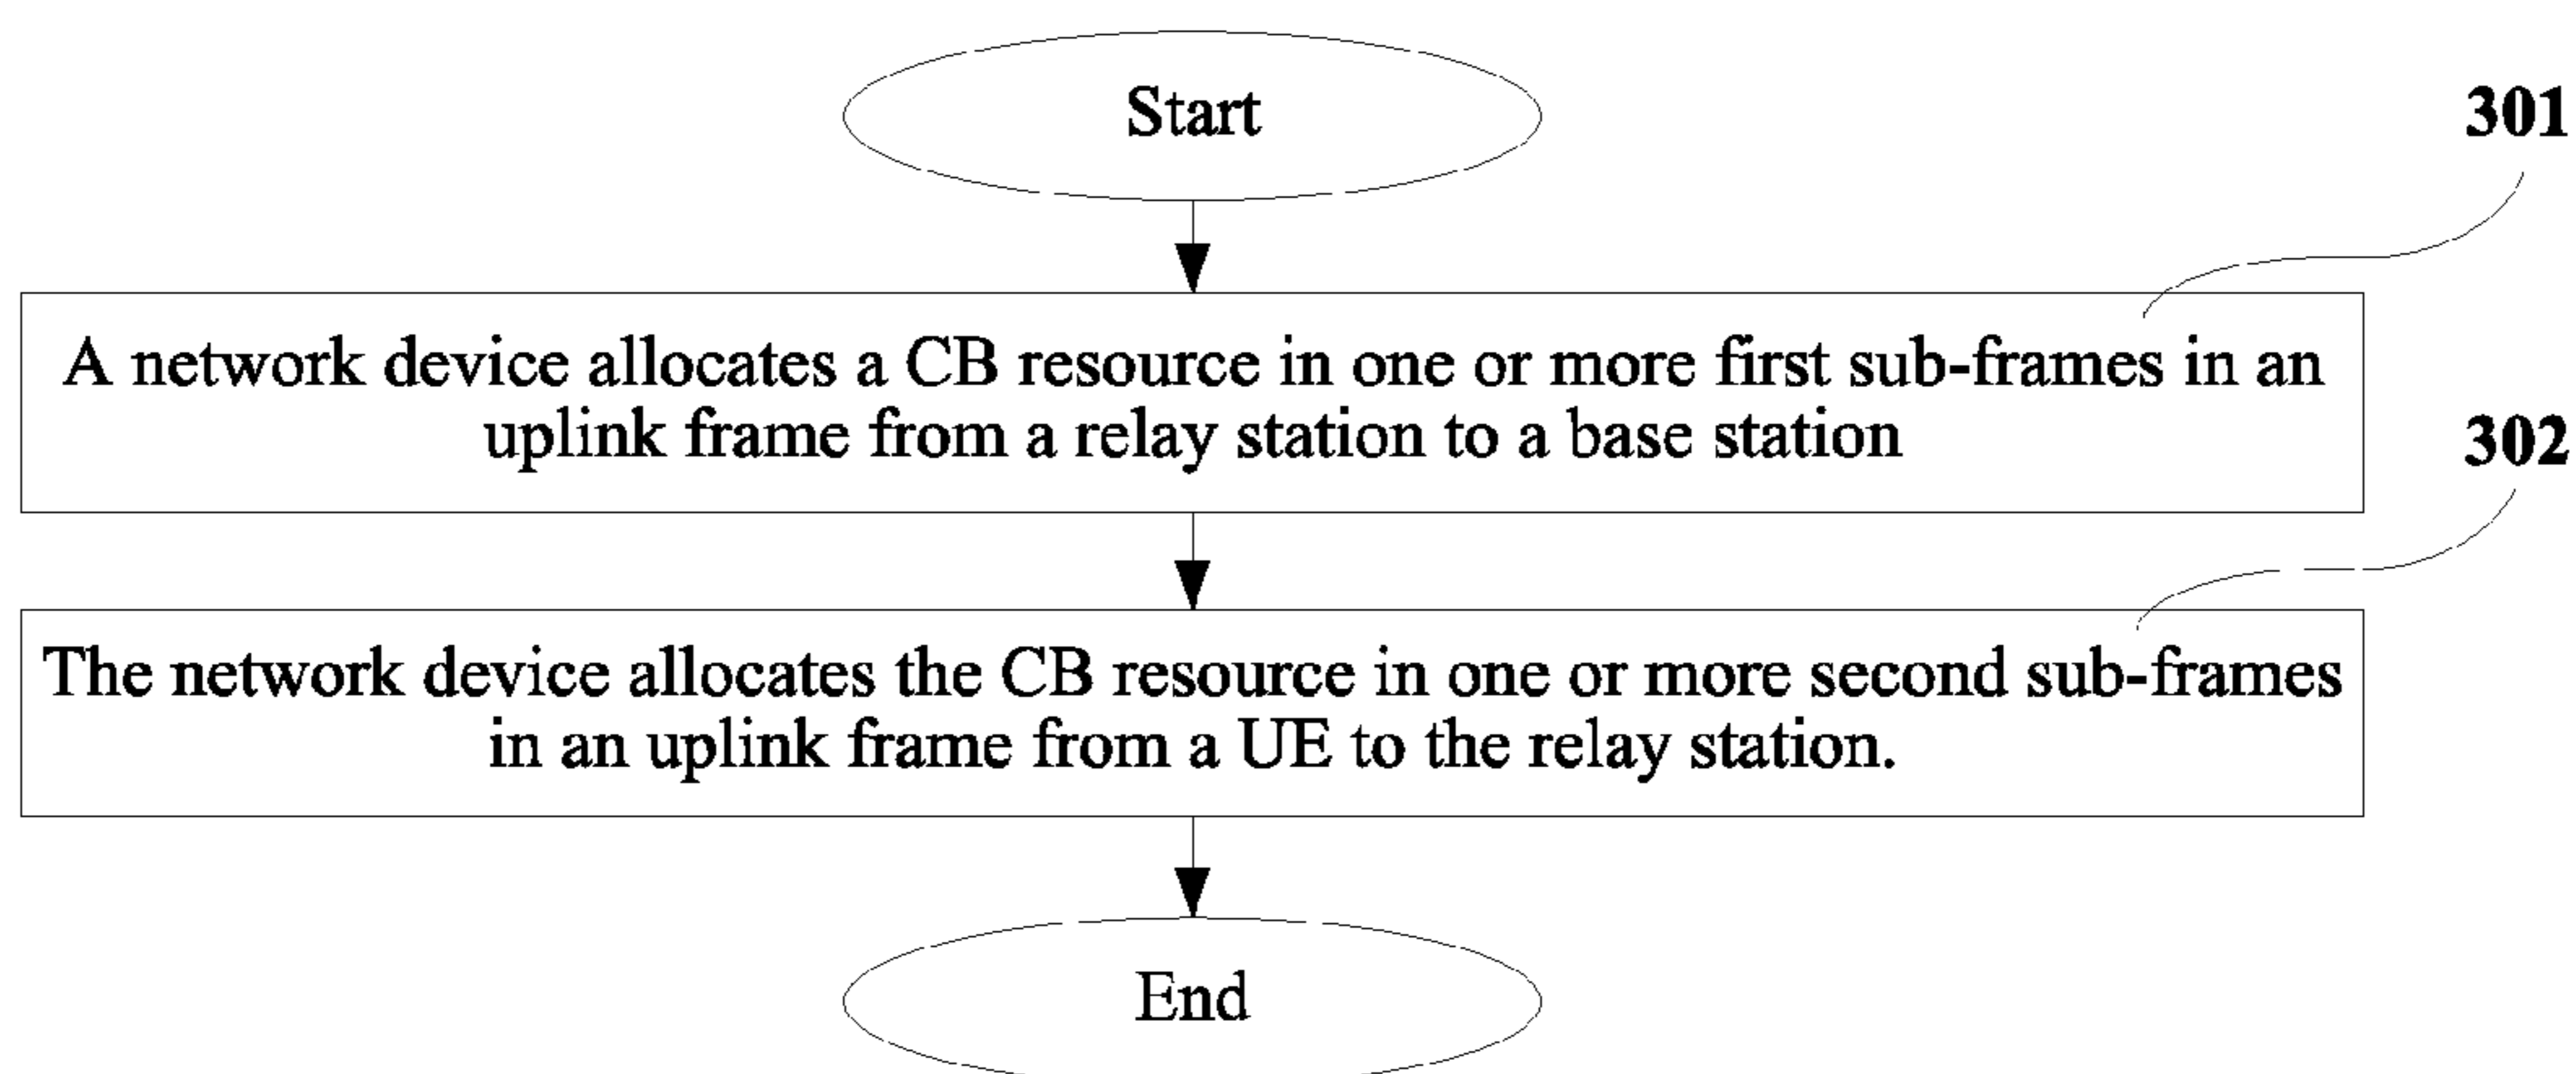 Start
301
A network device allocates a CB resource in one or more first sub-frames in an
uplink frame from a relay station to a base station
302
The network device allocates the CB resource in one or more second sub-frames
in an uplink frame from a UE to the relay station.
End